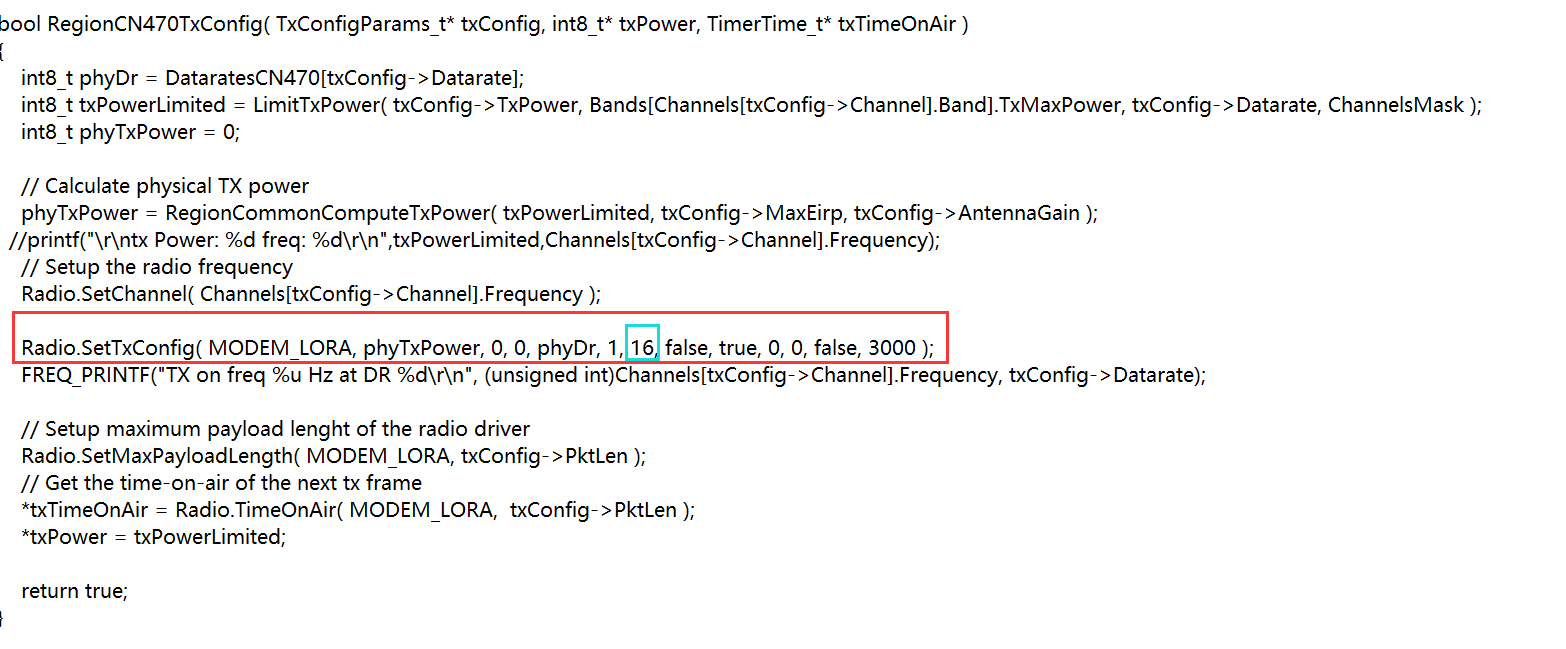 bool RegionCN470TxConfig( TxConfigParams_t* txConfig, int8_t* txPower, TimerTime_t* txTimeOnAir )
{
int8_t phyDr = DataratesCN470[txConfig->Datarate];
int8_t txPowerLimited = LimitTxPower( txConfig->TxPower, Bands[Channels[txConfig->Channel].Band].TxMaxPower, txConfig->Datarate, ChannelsMask );
int8_t phyTxPower = 0;
// Calculate physical TX power
phyTxPower = RegionCommonComputeTxPower( txPowerLimited, txConfig->MaxEirp, txConfig->AntennaGain );
//printf("\r\ntx Power: %d freq: %d\r\n",txPowerLimited,Channels[txConfig->Channel].Frequency);
// Setup the radio frequency
Radio.SetChannel( Channels[txConfig->Channel].Frequency );
Radio.SetTxConfig( MODEM_LORA, phyTxPower, 0, 0, phyDr, 1, 16, false, true, 0, 0, false, 3000 );
FREQ_PRINTF("TX on freq %u Hz at DR %d\r\n", (unsigned int)Channels[txConfig->Channel].Frequency, txConfig->Datarate);
// Setup maximum payload lenght of the radio driver
Radio.SetMaxPayloadLength( MODEM_LORA, txConfig->PktLen );
// Get the time-on-air of the next tx frame
*txTimeOnAir = Radio.TimeOnAir( MODEM_LORA,  txConfig->PktLen );
*txPower = txPowerLimited;
return true;
}